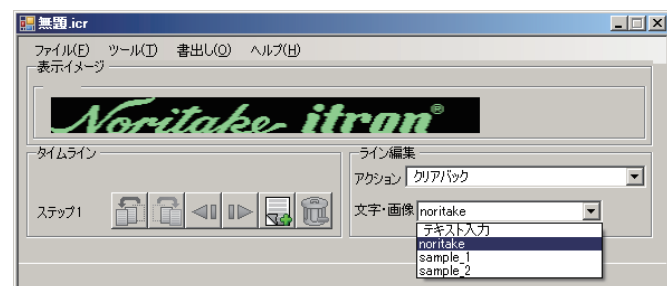 無題.icr
ファイル(F) ツール(T) 書出し(O) ヘルプ(H)
表示イメージ
Noritake itron®
タイムライン
ステップ1
ライン編集
アクション クリアバック
文字・画像 noritake
テキスト入力
noritake
sample_1
sample_2